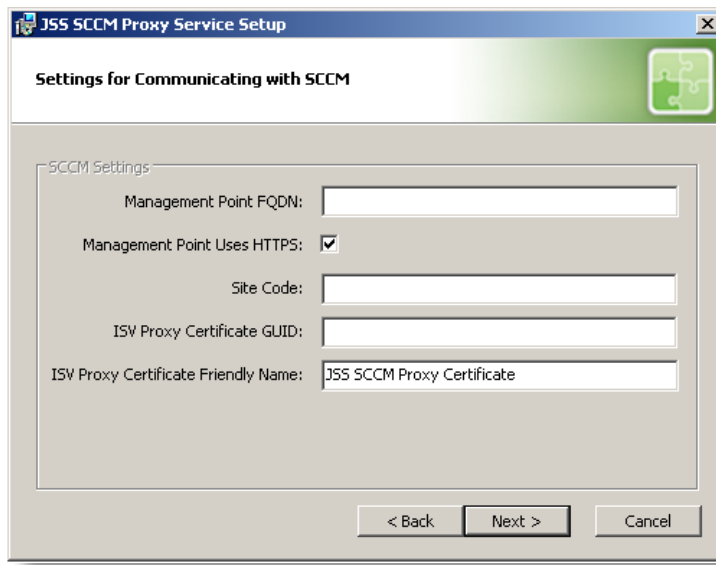 JSS SCCM Proxy Service Setup
Settings for Communicating with SCCM
SCCM Settings
Management Point FQDN:
Management Point Uses HTTPS:
Site Code:
ISV Proxy Certificate GUID:
ISV Proxy Certificate Friendly Name: JSS SCCM Proxy Certificate
< Back Next > Cancel